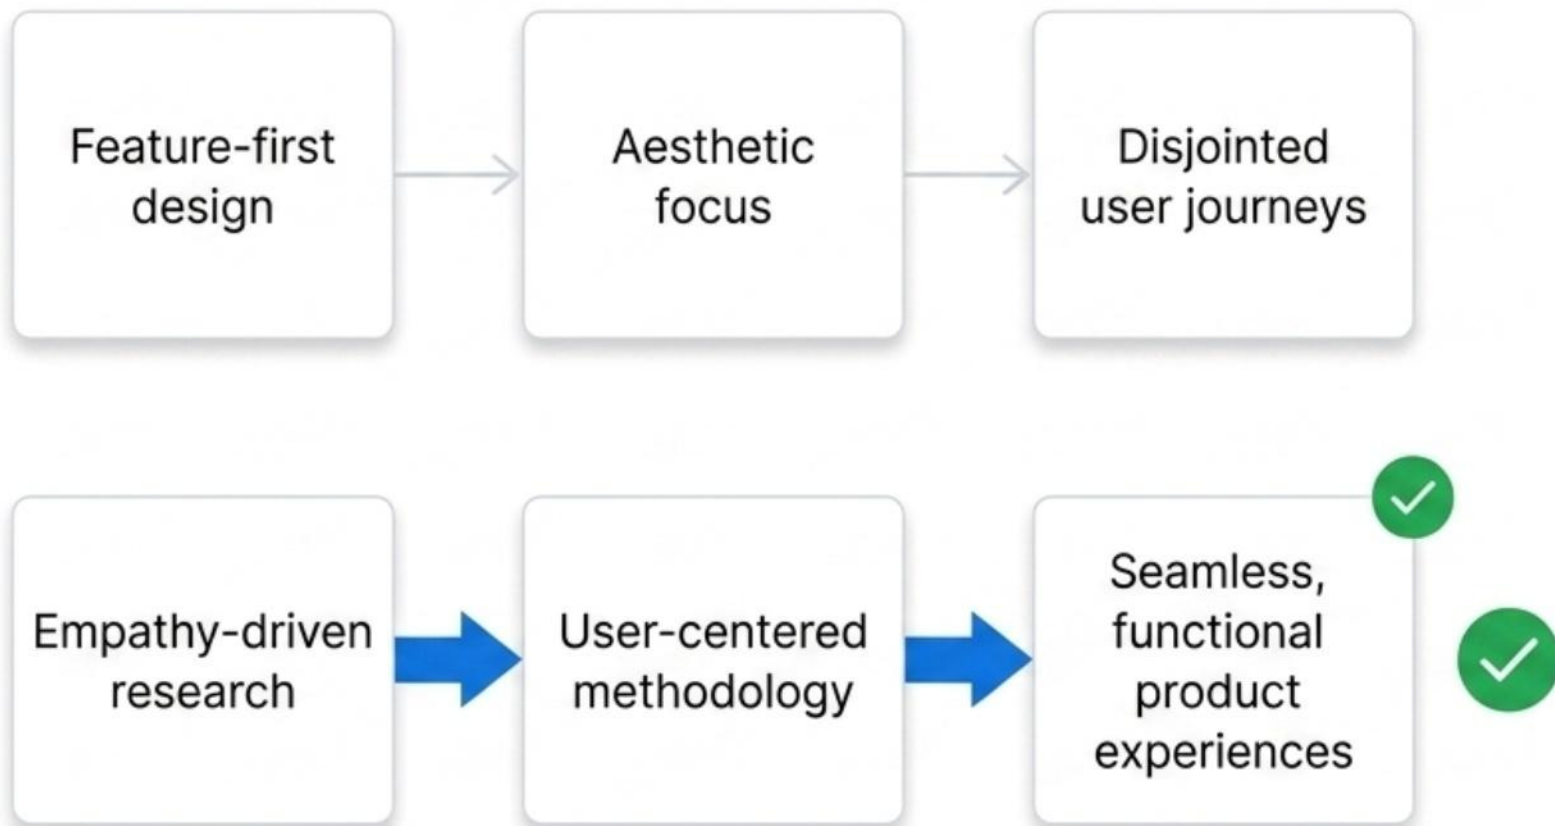 Feature-first
design
Aesthetic
focus
Disjointed
user journeys
Empathy-driven
research
User-centered
methodology
Seamless,
functional
product
experiences